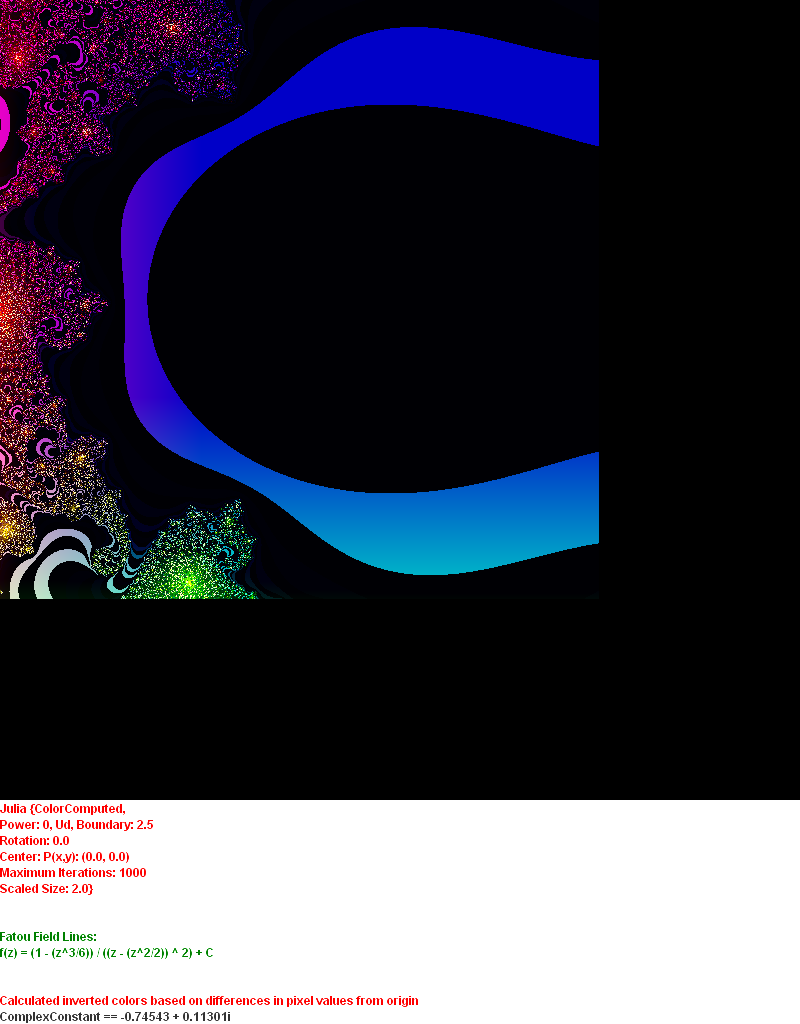 Julia {ColorComputed,
Power: 0, Ud, Boundary: 2.5
Rotation: 0.0
Center: P(x,y): (0.0, 0.0)
Maximum Iterations: 1000
Scaled Size: 2.0}
Fatou Field Lines:
f(z) = (1 - (z^3/6)) / ((z - (z^2/2)) ^ 2) + C
Calculated inverted colors based on differences in pixel values from origin
ComplexConstant == -0.74543 + 0.11301i